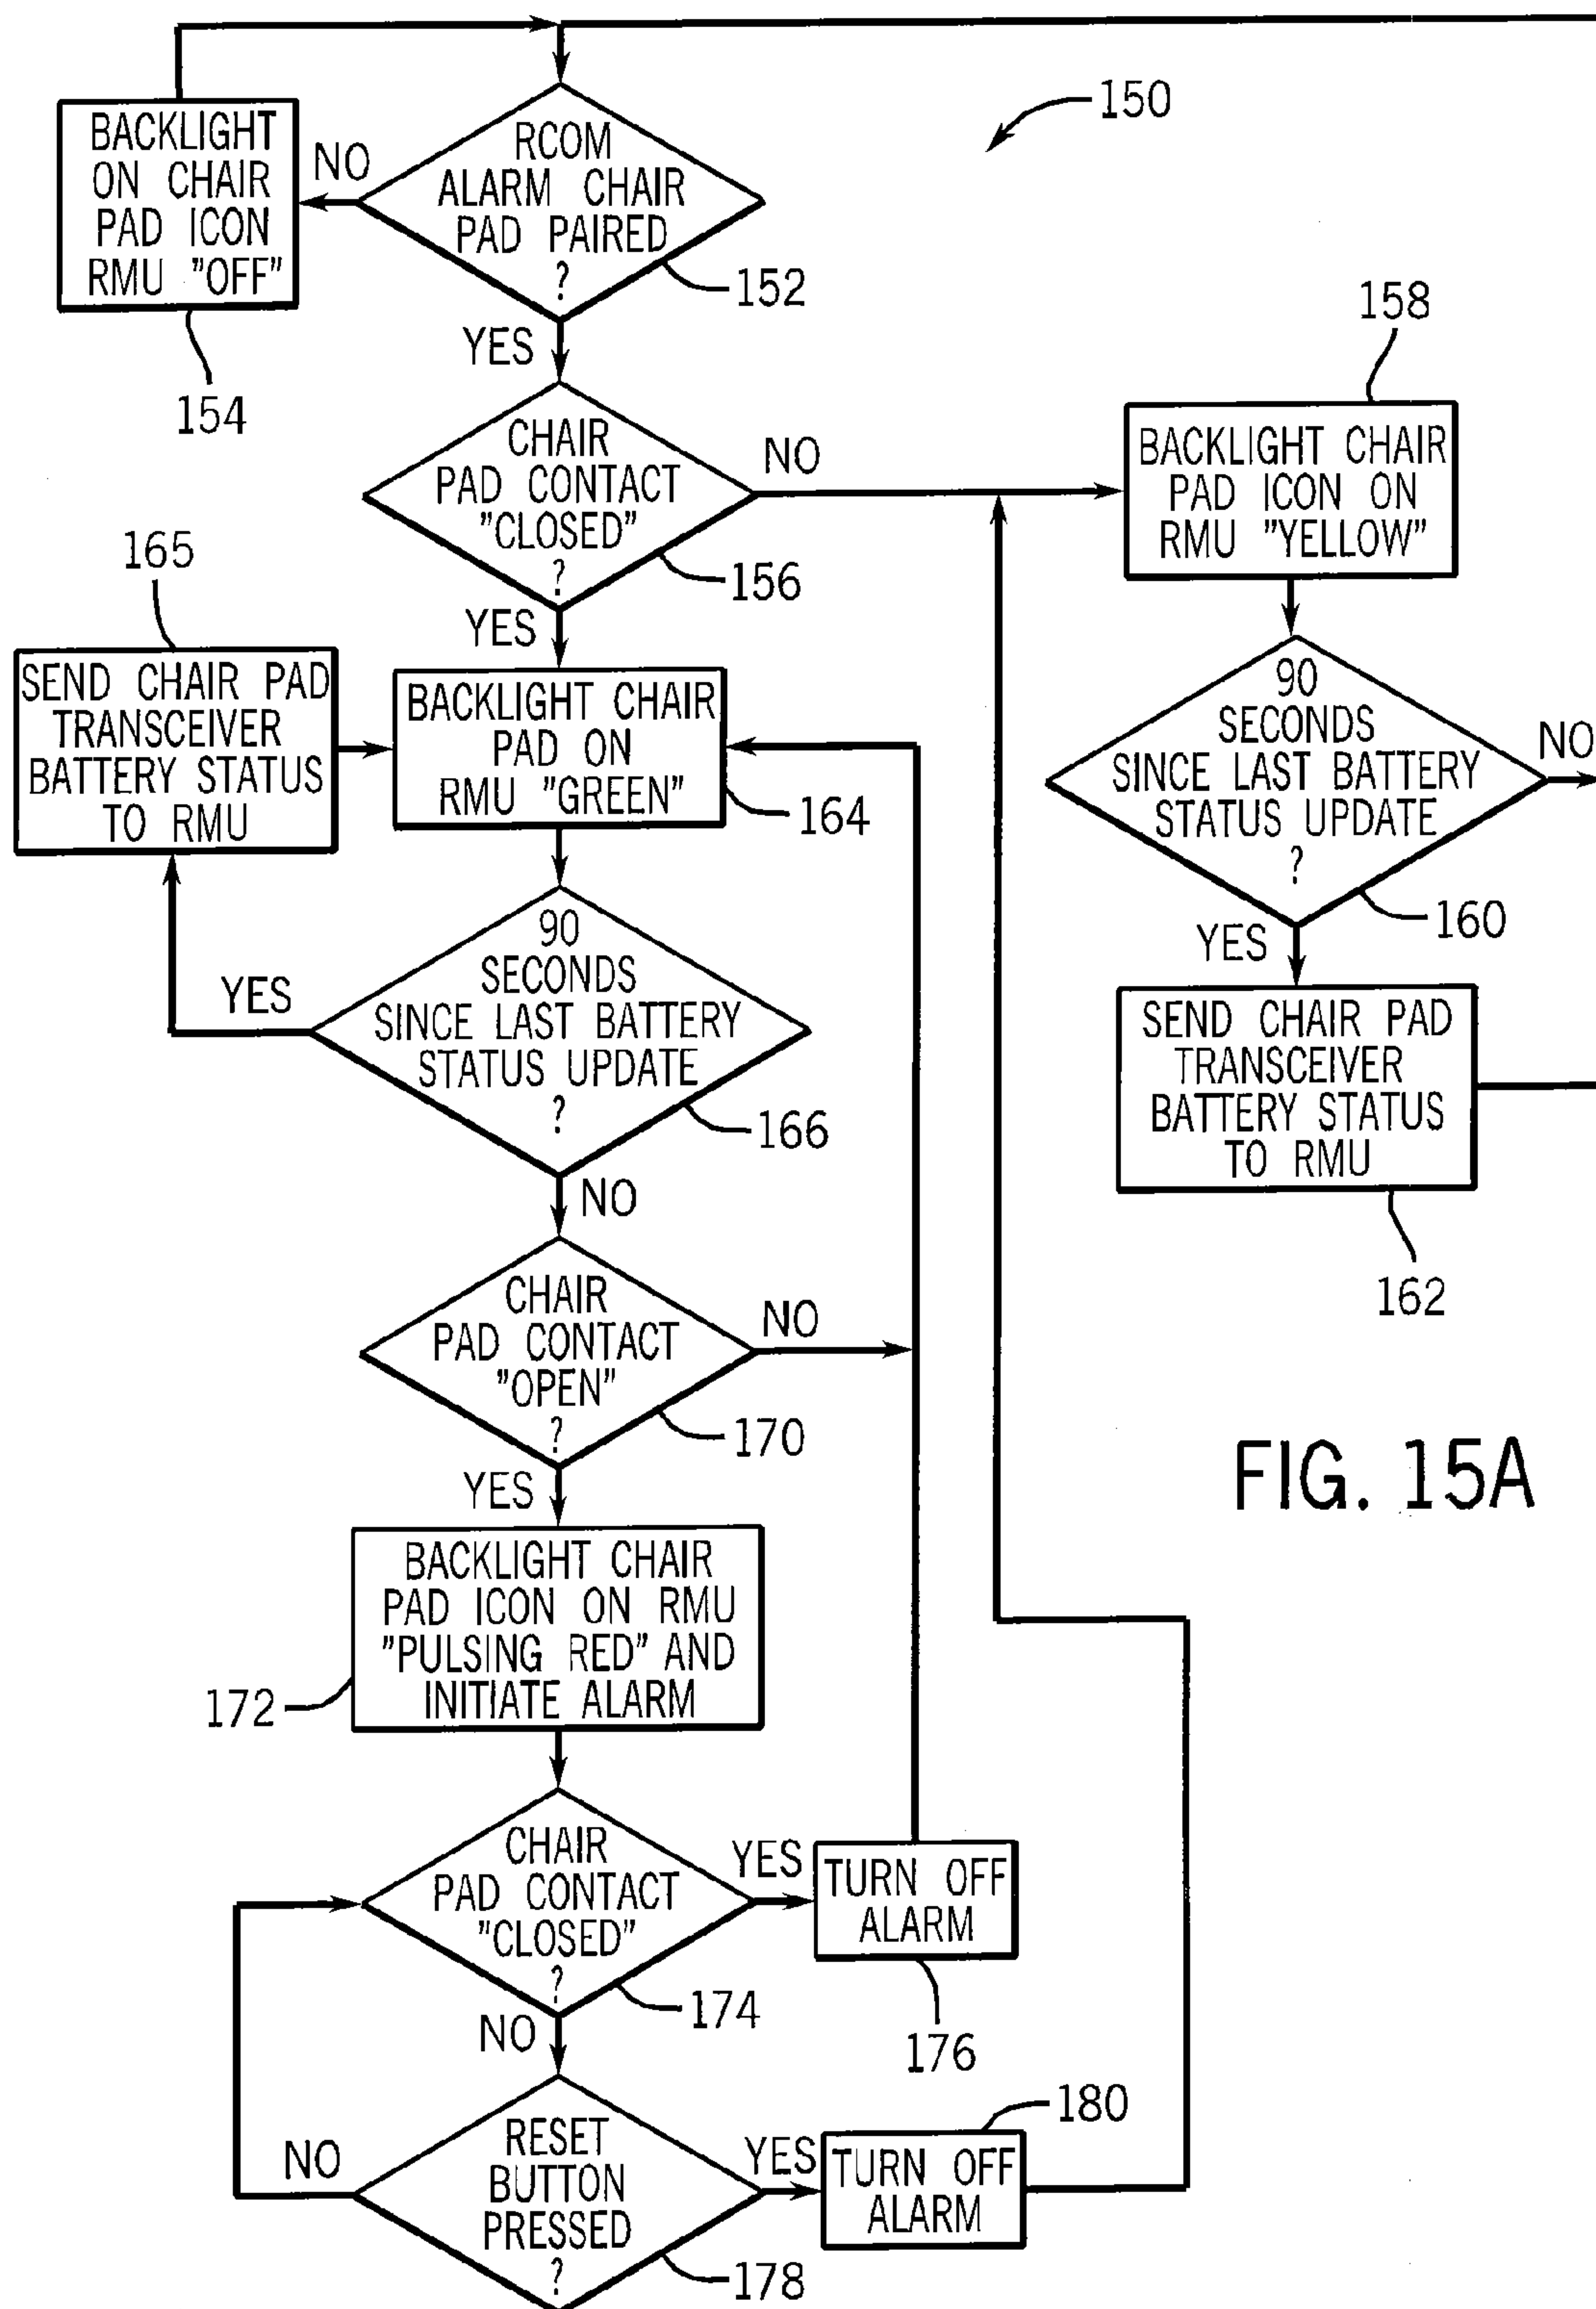 150
BACKLIGHT
ON CHAIR
PAD ICON
RMU "OFF"
154
NO
RCOM
ALARM CHAIR
PAD PAIRED
?
152
YES
CHAIR
PAD CONTACT
"CLOSED"
?
156
NO
YES
158
BACKLIGHT CHAIR
PAD ICON ON
RMU "YELLOW"
90
SECONDS
SINCE LAST BATTERY
STATUS UPDATE
?
NO
160
YES
SEND CHAIR PAD
TRANSCEIVER
BATTERY STATUS
TO RMU
162
165
SEND CHAIR PAD
TRANSCEIVER
BATTERY STATUS
TO RMU
BACKLIGHT CHAIR
PAD ON
RMU "GREEN"
164
90
SECONDS
SINCE LAST BATTERY
STATUS UPDATE
?
YES
166
NO
CHAIR
PAD CONTACT
"OPEN"
?
NO
170
YES
BACKLIGHT CHAIR
PAD ICON ON RMU
"PULSING RED" AND
INITIATE ALARM
172
CHAIR
PAD CONTACT
"CLOSED"
?
YES
174
TURN OFF
ALARM
176
NO
RESET
BUTTON
PRESSED
?
NO
YES
178
TURN OFF
ALARM
180
FIG. 15A